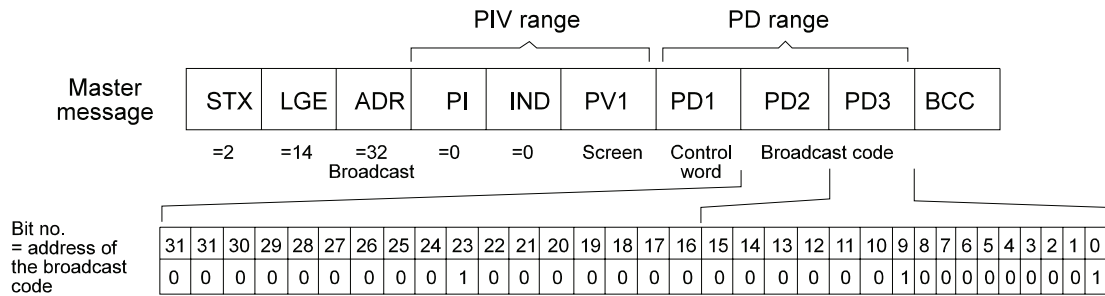 PIV range PD range
Master message
STX LGE ADR PI IND PV1 PD1 PD2 PD3 BCC
=2 =14 =32 =0 =0 Screen Control Broadcast code
Broadcast word
Bit no.
= address of
the broadcast
code
31 31 30 29 28 27 26 25 24 23 22 21 20 19 18 17 16 15 14 13 12 11 10 9 8 7 6 5 4 3 2 1 0
0 0 0 0 0 0 0 0 0 1 0 0 0 0 0 0 0 0 0 0 0 0 0 1 0 0 0 0 0 0 0 0 1